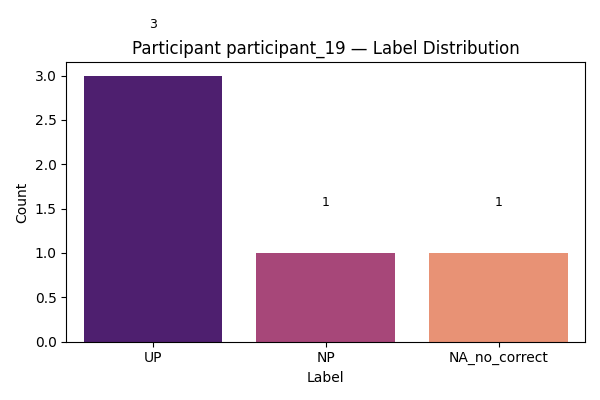 3
Participant participant_19 — Label Distribution
3.0
2.5
2.0
1.5
1.0
0.5
0.0
Count
1
1
UP NP NA_no_correct
Label